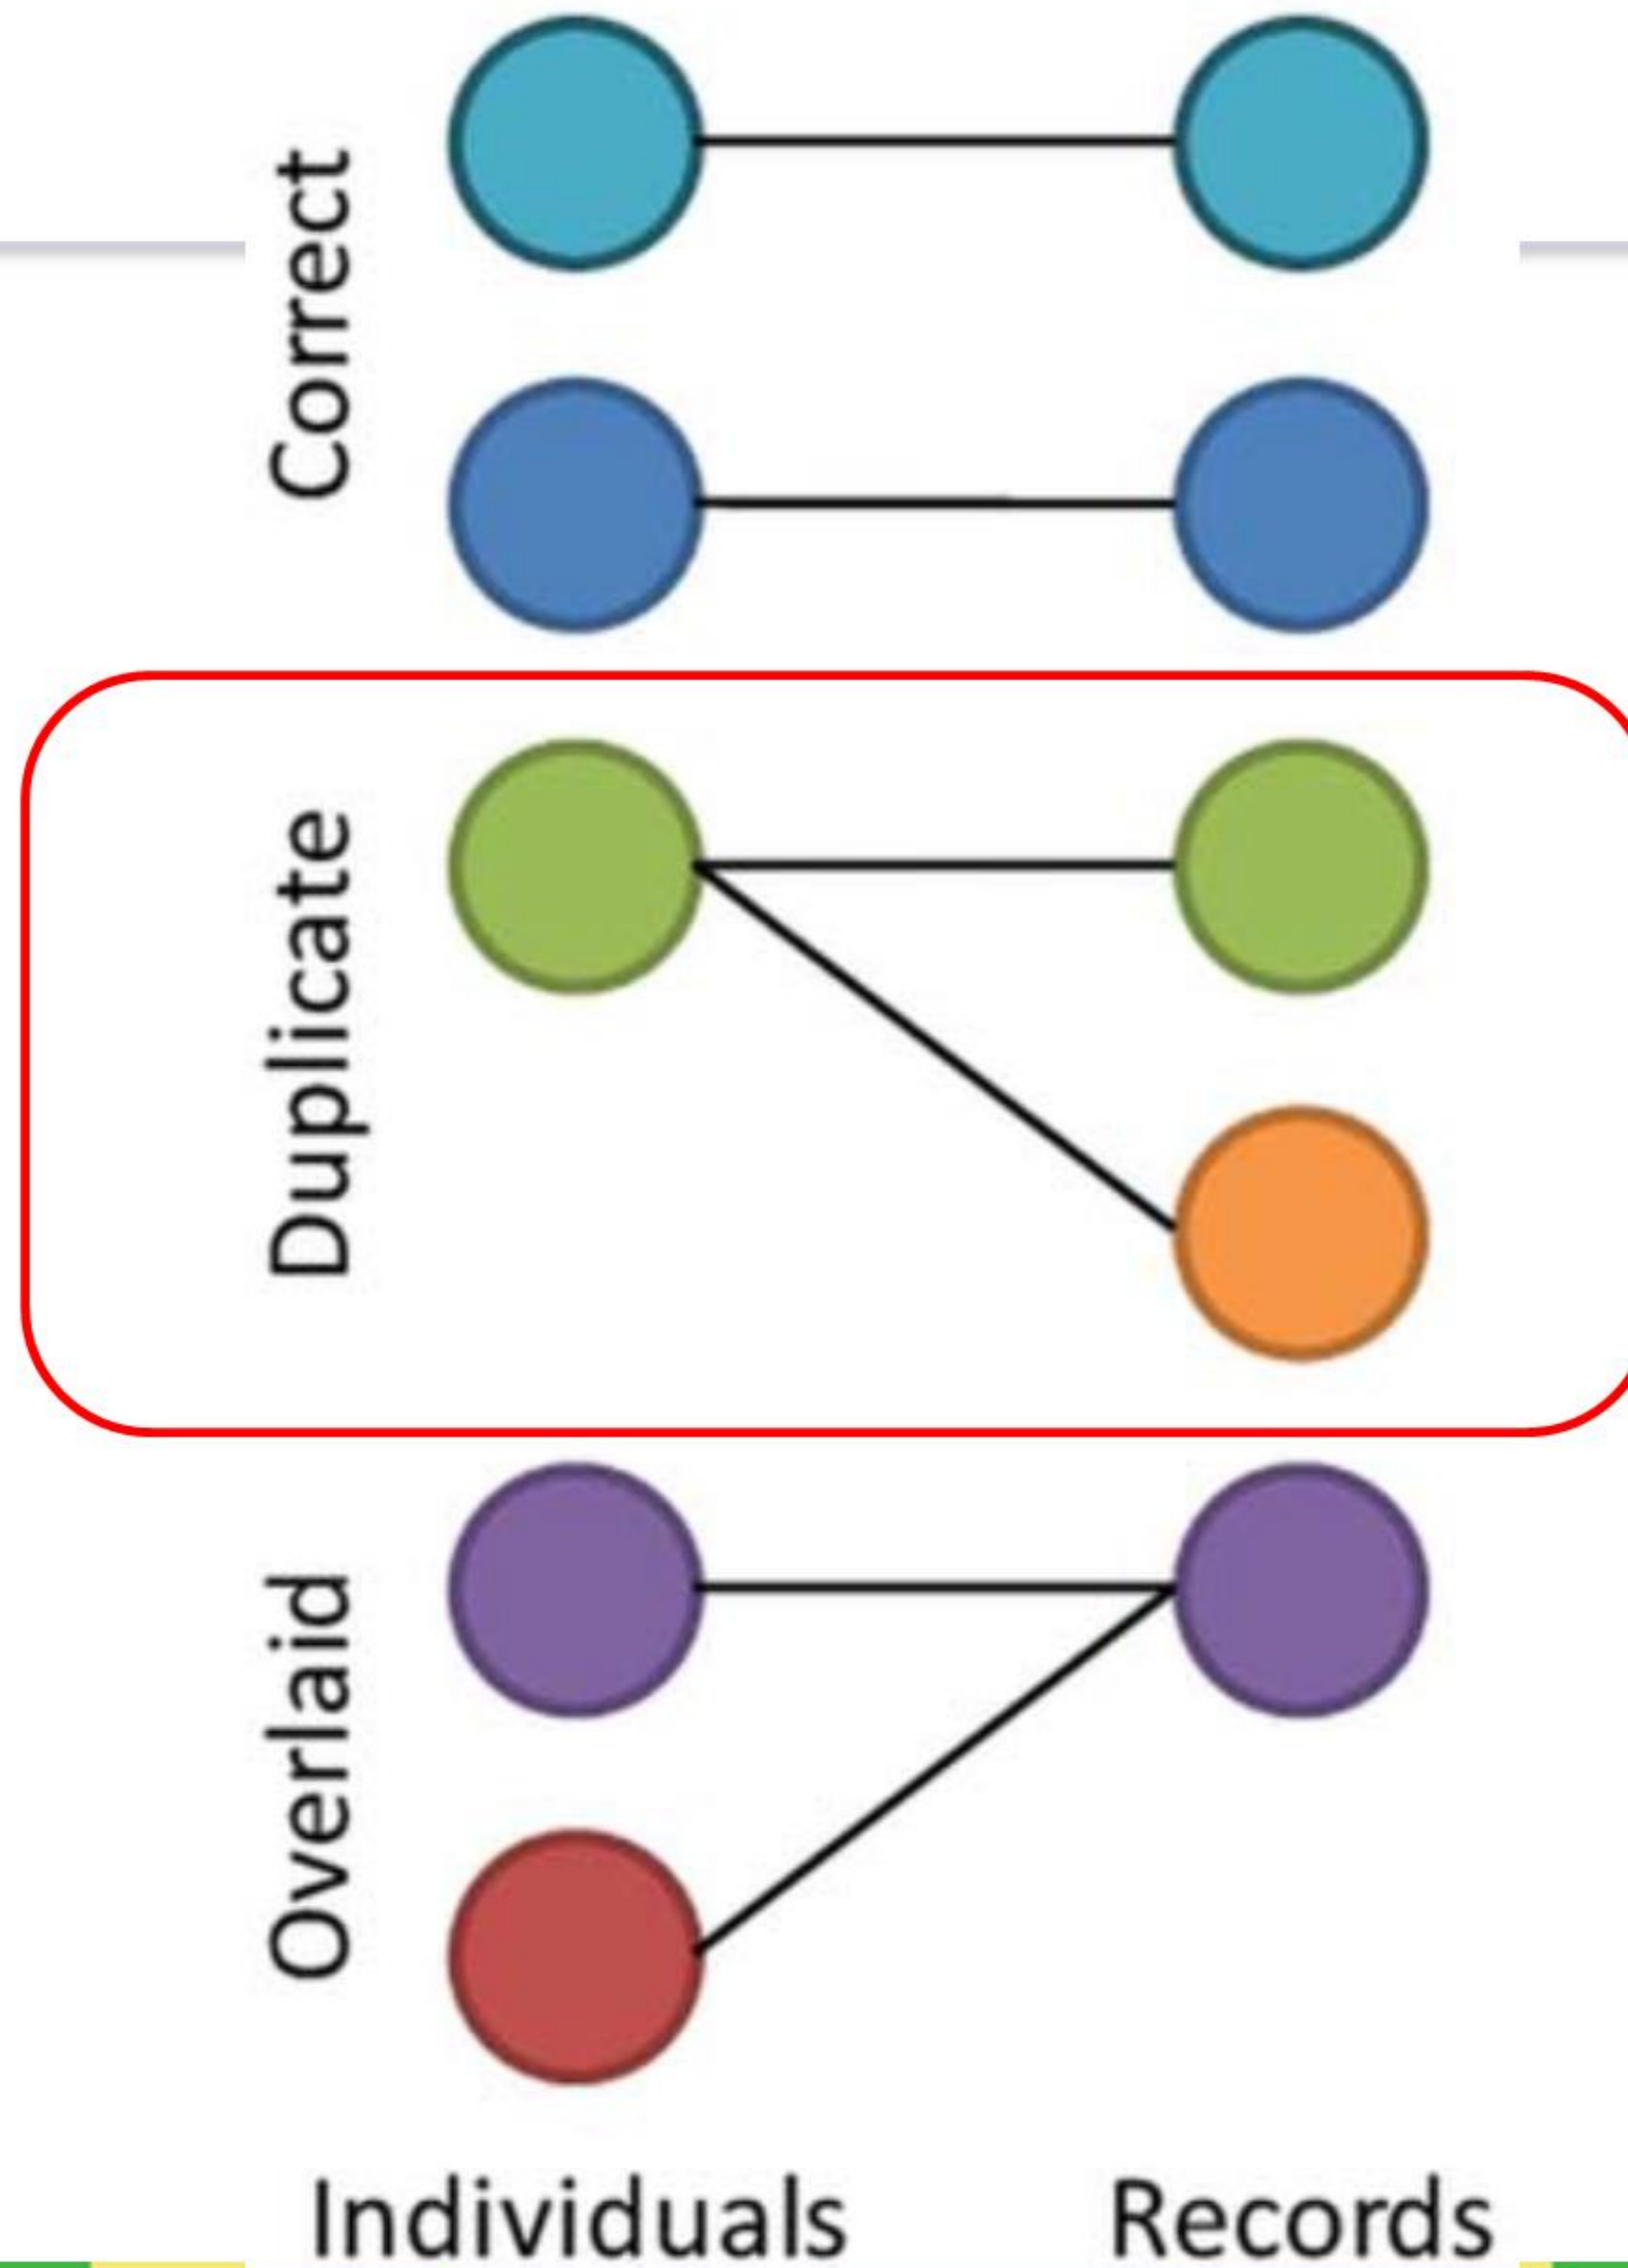 Correct
Duplicate
Overlaid
Individuals
Records